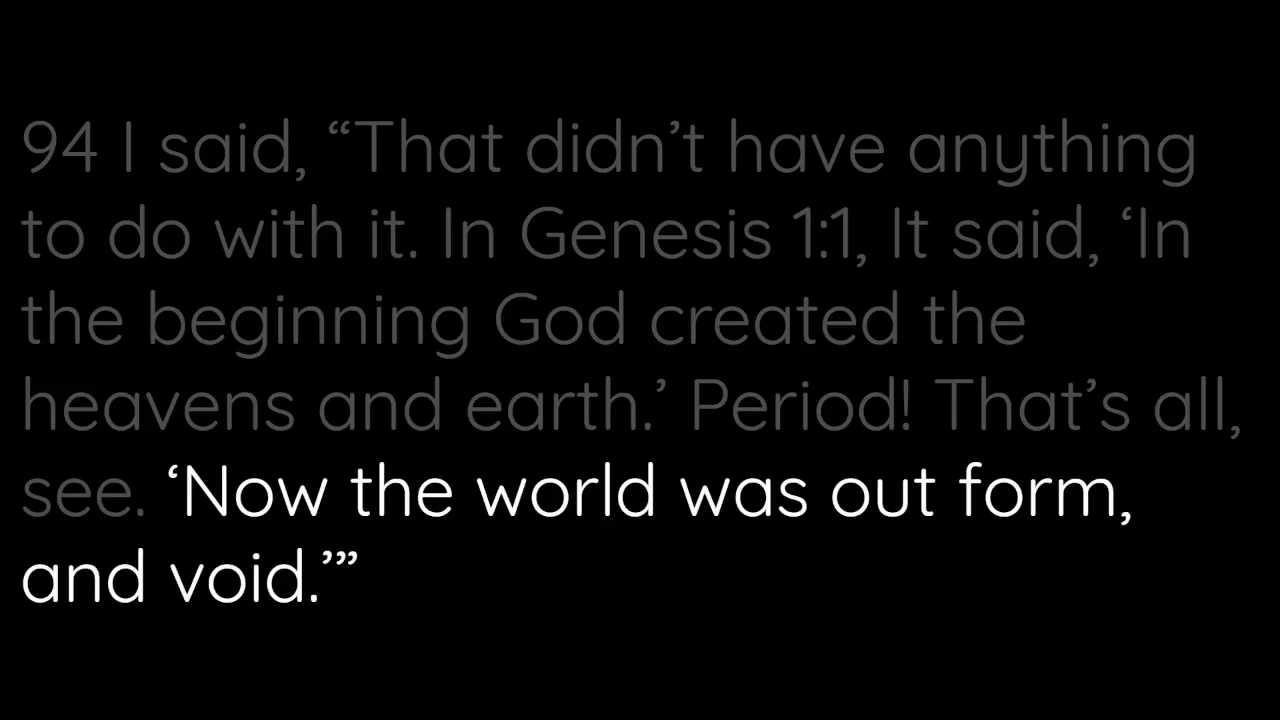 94 I said, “That didn’t have anything
to do with it. In Genesis 1:1, It said, ‘In
the beginning God created the
heavens and earth.’ Period! That’s all,
see. ‘Now the world was out form,
and void.’”